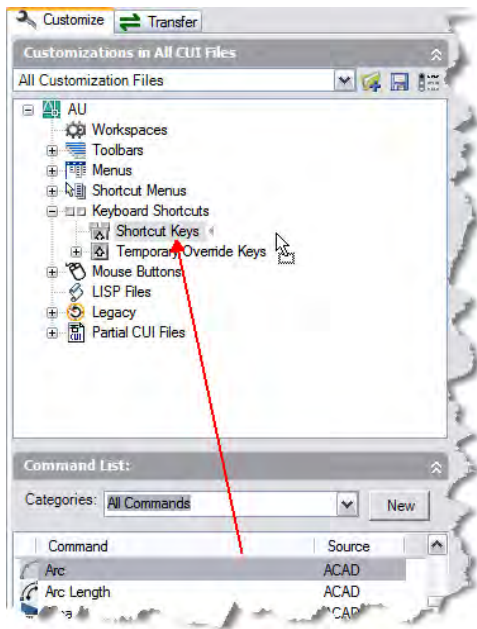 Customize Transfer
Customizations in All CUI Files
All Customization Files
AU
Workspaces
Toolbars
Menus
Shortcut Menus
Keyboard Shortcuts
Shortcut Keys
Temporary Override Keys
Mouse Buttons
LISP Files
Legacy
Partial CUI Files
Command List:
Categories: All Commands New
Command Source
Arc ACAD
Arc Length ACAD
ACAD